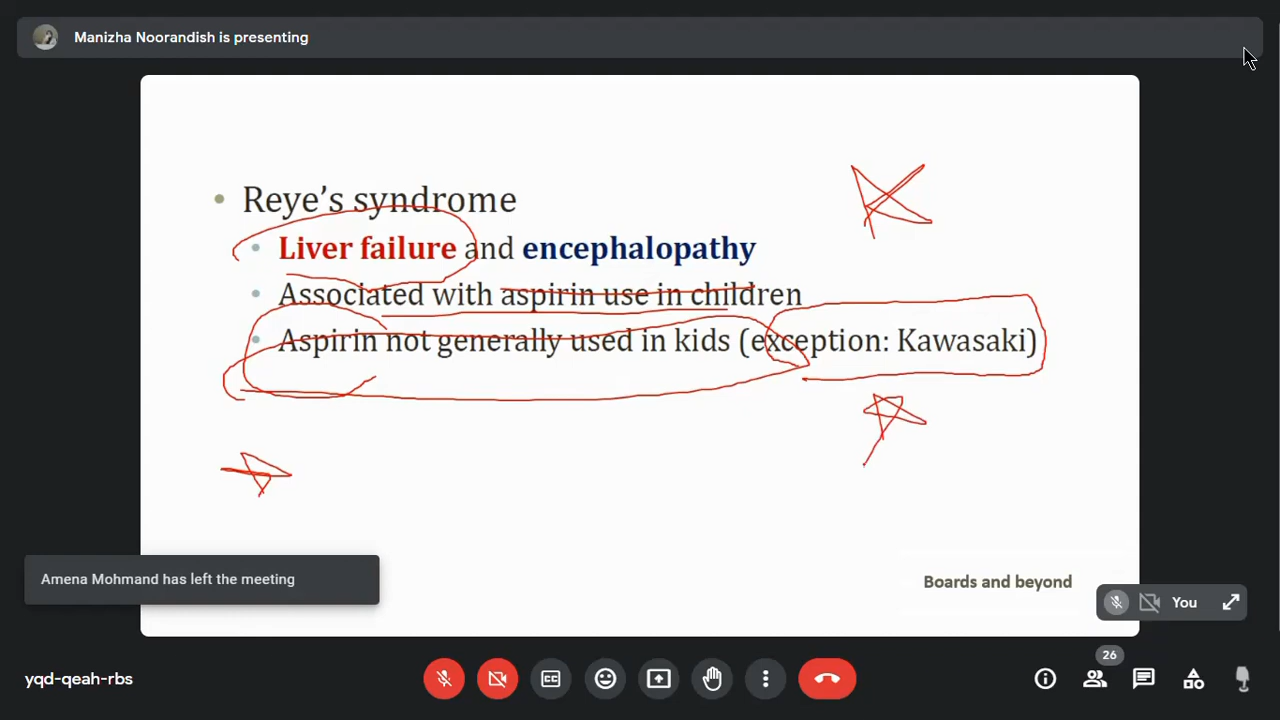 Manizha Noorandish is presenting
• Reye’s syndrome
• Liver failure and encephalopathy
• Associated with aspirin use in children
• Aspirin not generally used in kids (exception: Kawasaki)
Amena Mohmand has left the meeting
Boards and beyond
You
26
yqd-qeah-rbs
CC